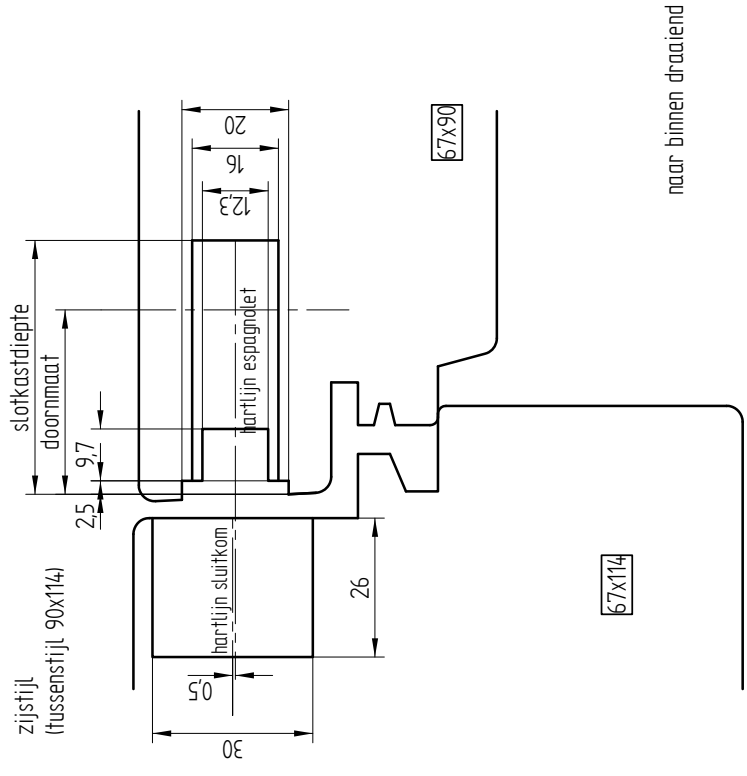 zijstijl
(tussenstijl 90x114)
slotkastdiepte
doornmaat
9,7
2,5
20
16
12,3
67x90
hartlijn espagnolet
hartlijn sluitkom
26
0,5
30
67x114
naar binnen draaiend